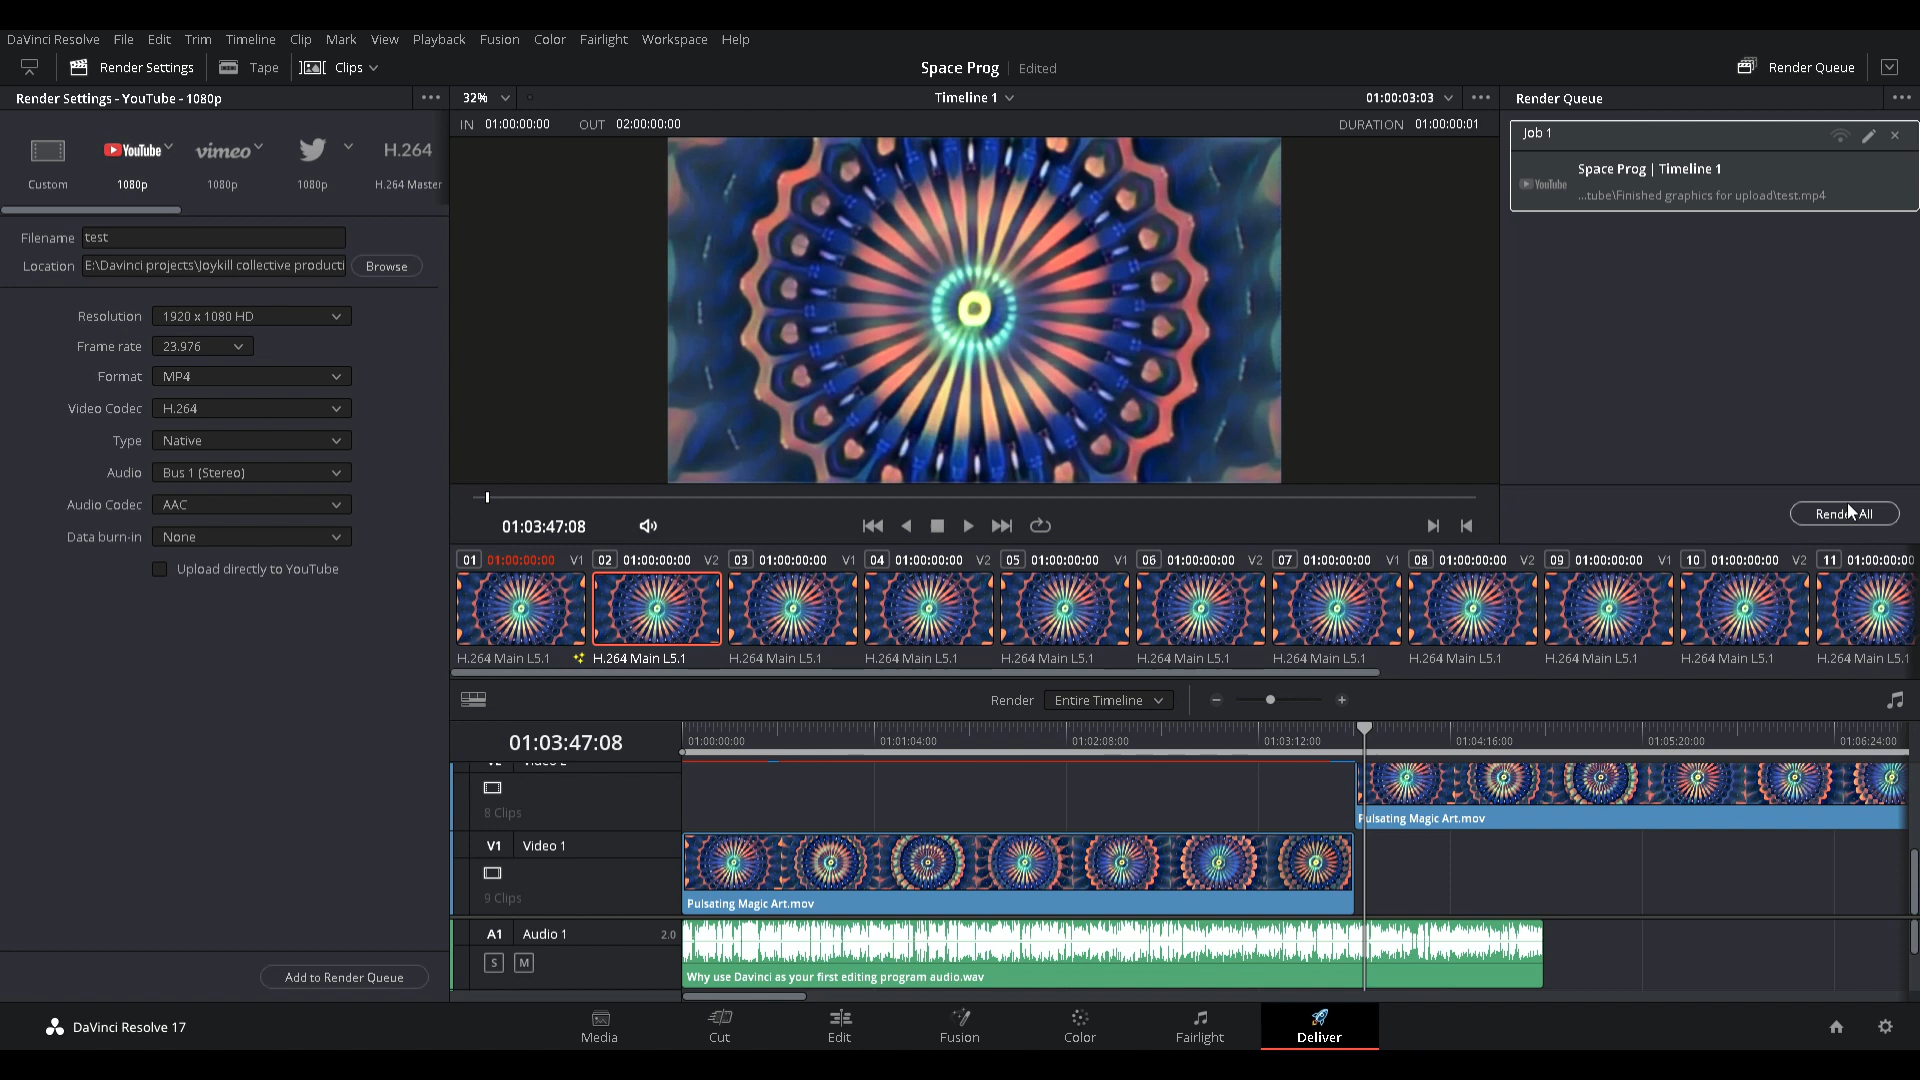 DaVinci Resolve File Edit Trim Timeline Clip Mark View Playback Fusion Color Fairlight Workspace Help
Render Settings Tape Clips Space Prog Edited Render Queue
Render Settings - YouTube - 1080p
32% Timeline 1 01:00:03:03
Render Queue
IN 01:00:00:00 OUT 02:00:00:00 DURATION 01:00:00:01
YouTube vimeo H.264
Custom 1080p 1080p 1080p H.264 Master
Job 1
Space Prog | Timeline 1
YouTube
...tube\Finished graphics for upload\test.mp4
Filename test
Location E:\Davinci projects\Joykill collective producti Browse
Resolution 1920 x 1080 HD
Frame rate 23.976
Format MP4
Video Codec H.264
Type Native
Audio Bus 1 (Stereo)
Audio Codec AAC
Data burn-in None
Upload directly to YouTube
Add to Render Queue
01:03:47:08
Render All
01 01:00:00:00 V1 02 01:00:00:00 V2 03 01:00:00:00 V1 04 01:00:00:00 V2 05 01:00:00:00 V1 06 01:00:00:00 V2 07 01:00:00:00 V1 08 01:00:00:00 V2 09 01:00:00:00 V1 10 01:00:00:00 V2 11 01:00:00:00
H.264 Main L5.1 H.264 Main L5.1 H.264 Main L5.1 H.264 Main L5.1 H.264 Main L5.1 H.264 Main L5.1 H.264 Main L5.1 H.264 Main L5.1 H.264 Main L5.1 H.264 Main L5.1 H.264 Main L5.1
Render Entire Timeline
01:03:47:08
01:00:00:00 01:01:04:00 01:02:08:00 01:03:12:00 01:04:16:00 01:05:20:00 01:06:24:00
V2 Video 2
8 Clips
Pulsating Magic Art.mov
V1 Video 1
9 Clips
Pulsating Magic Art.mov
A1 Audio 1 2.0
S M
Why use Davinci as your first editing program audio.wav
DaVinci Resolve 17
Media Cut Edit Fusion Color Fairlight Deliver